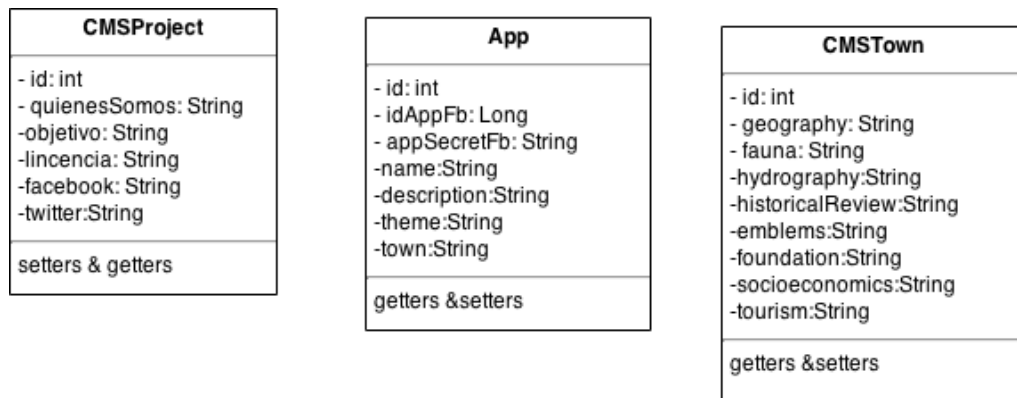 CMSProject
- id: int
- quienesSomos: String
-objetivo: String
-lincencia: String
-facebook: String
-twitter:String
setters & getters
App
- id: int
- idAppFb: Long
- appSecretFb: String
-name:String
-description:String
-theme:String
-town:String
getters &setters
CMSTown
- id: int
- geography: String
- fauna: String
-hydrography:String
-historicalReview:String
-emblems:String
-foundation:String
-socioeconomics:String
-tourism:String
getters &setters